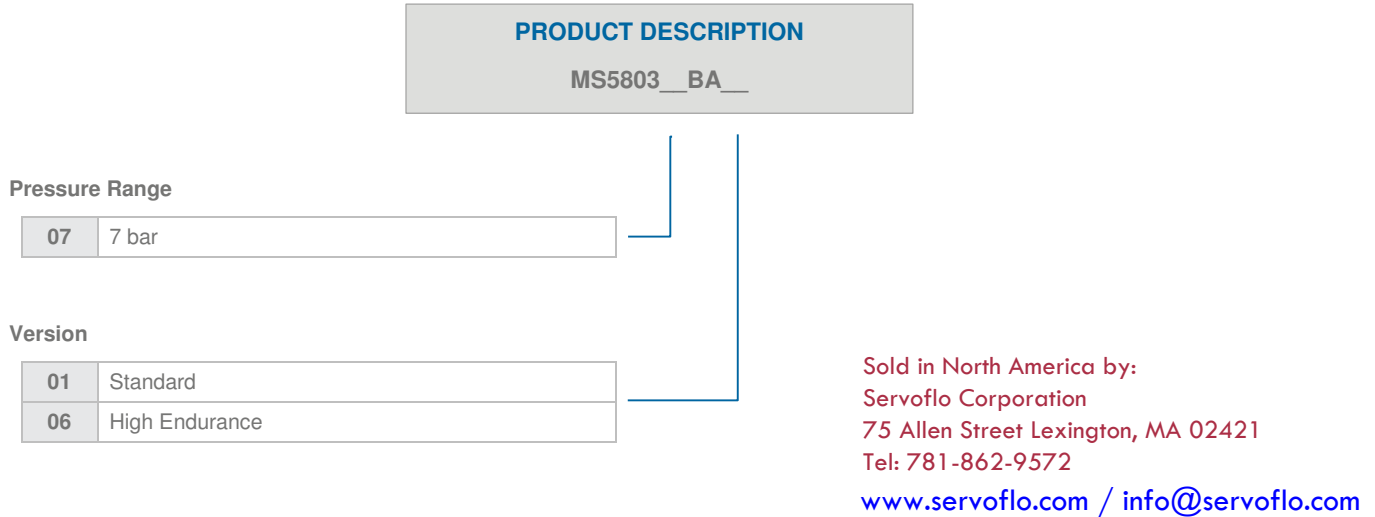 PRODUCT DESCRIPTION
MS5803__BA__
Pressure Range
07 7 bar
Version
01 Standard
06 High Endurance
Sold in North America by:
Servoflo Corporation
75 Allen Street Lexington, MA 02421
Tel: 781-862-9572
www.servoflo.com / info@servoflo.com